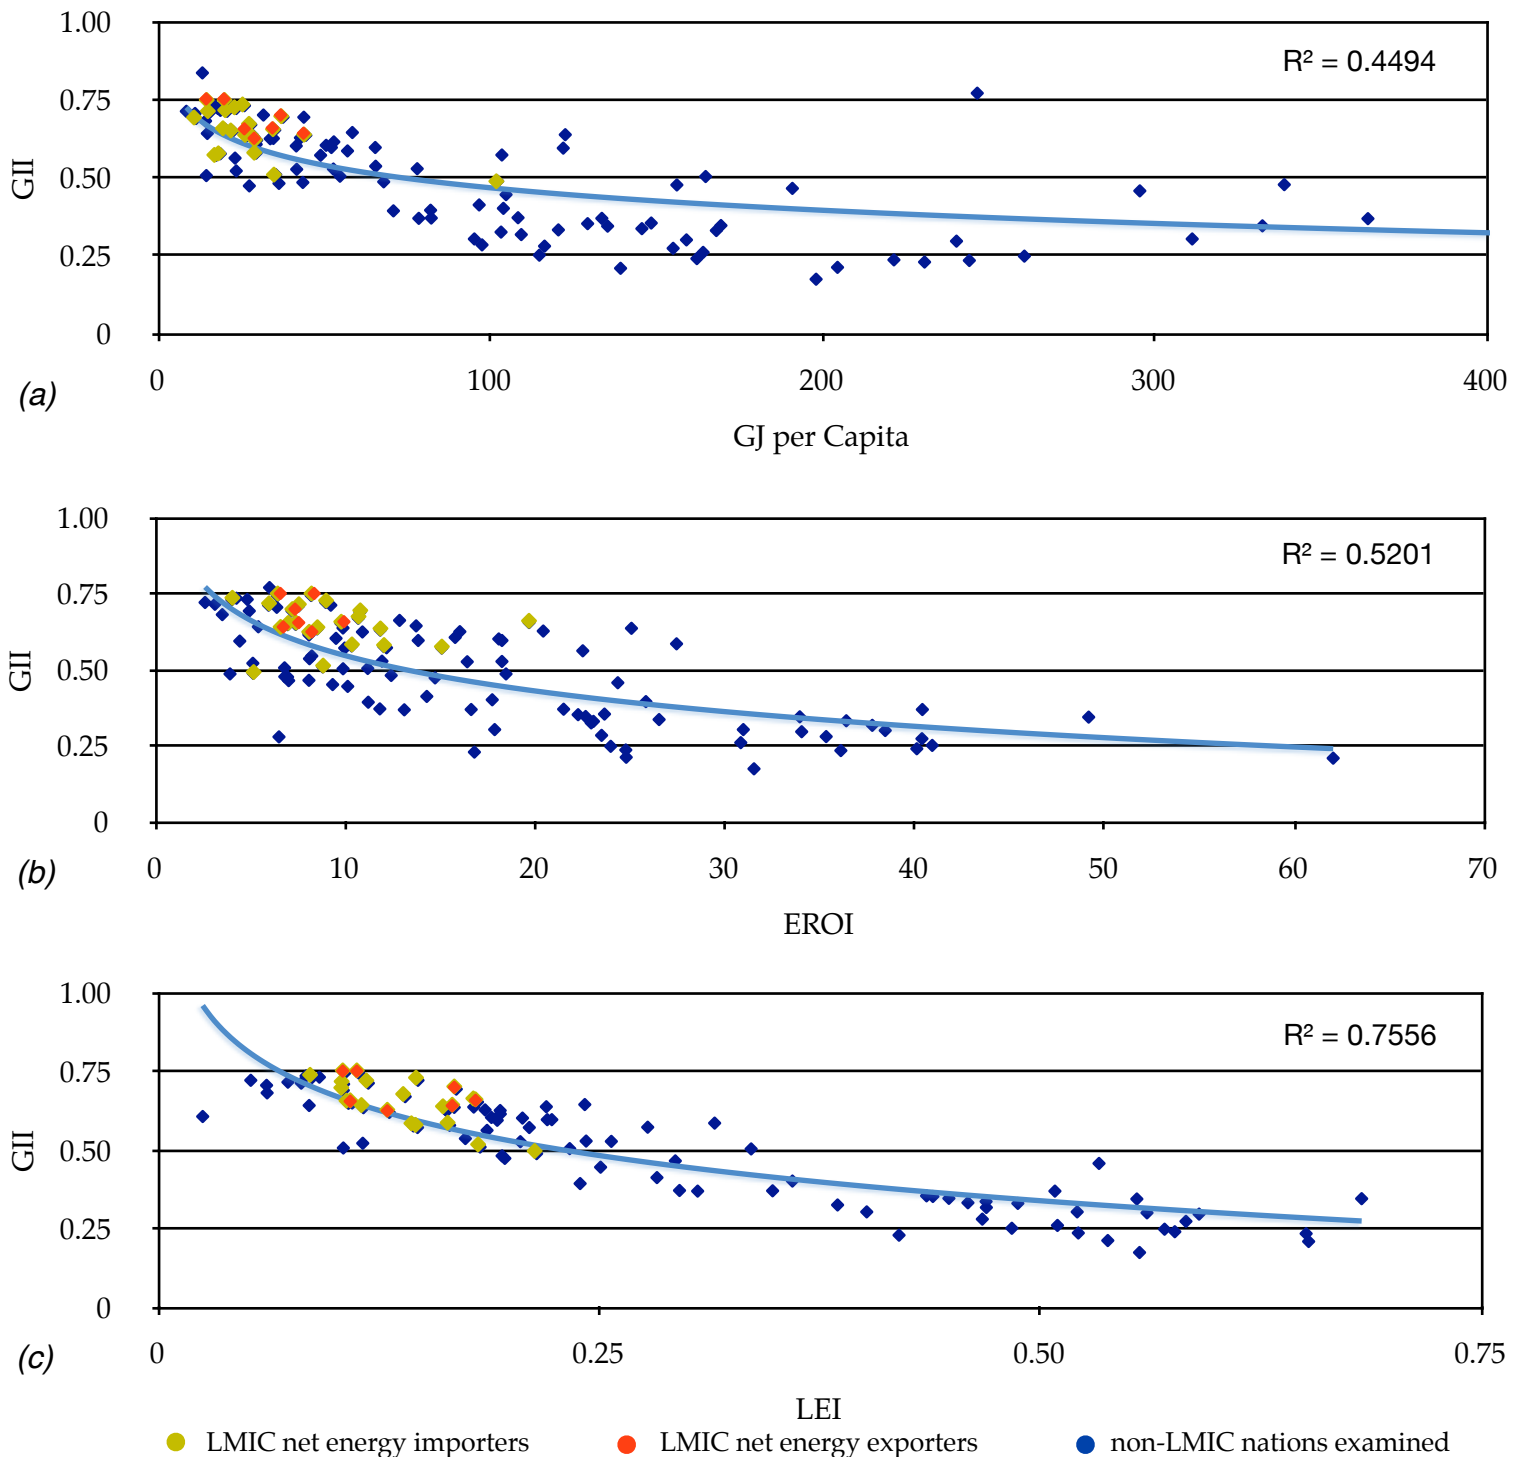 1.00
R² = 0.4494
0.75
GII
0.50
0.25
0
0 100 200 300 400
(a)
GJ per Capita
1.00
R² = 0.5201
0.75
GII
0.50
0.25
0
0 10 20 30 40 50 60 70
(b)
EROI
1.00
R² = 0.7556
0.75
GII
0.50
0.25
0
0 0.25 0.50 0.75
(c)
LEI
LMIC net energy importers LMIC net energy exporters non-LMIC nations examined